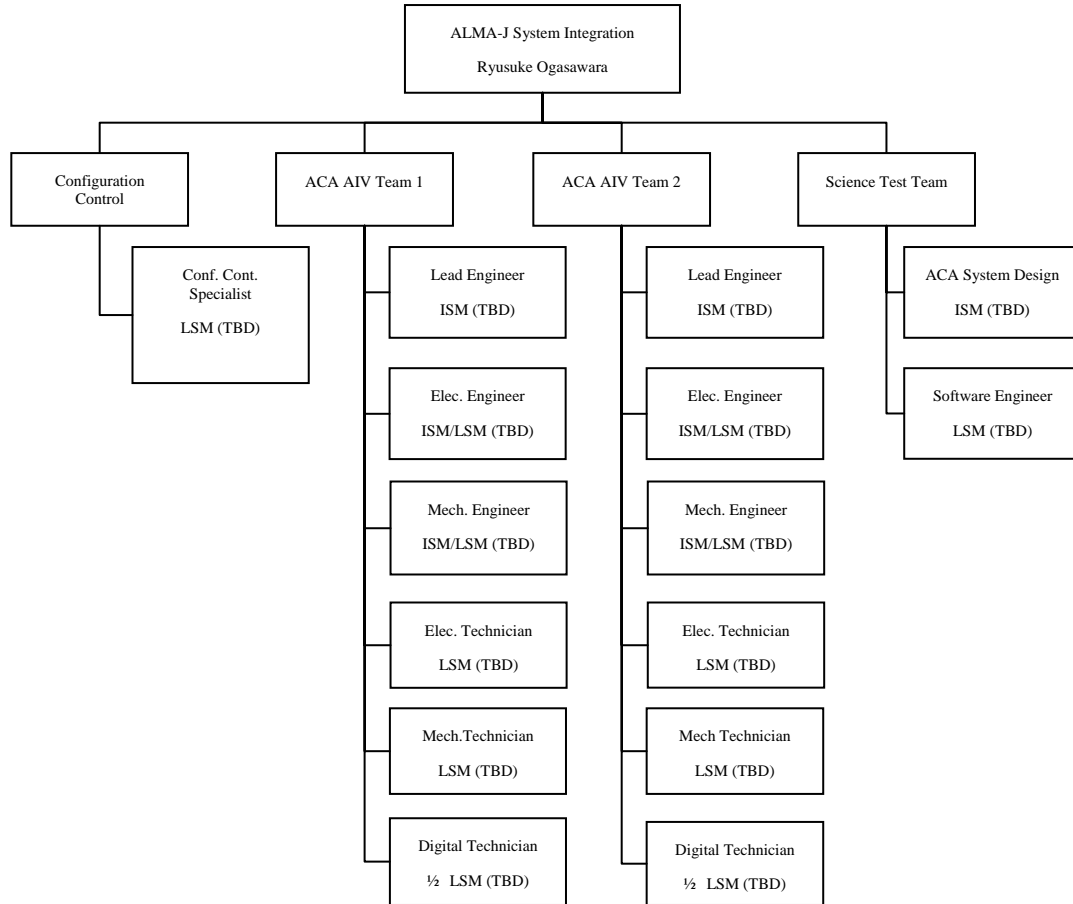 ALMA-J System Integration
Ryusuke Ogasawara
Configuration
Control
ACA AIV Team 1
ACA AIV Team 2
Science Test Team
Conf. Cont.
Specialist
LSM (TBD)
Lead Engineer
ISM (TBD)
Elec. Engineer
ISM/LSM (TBD)
Mech. Engineer
ISM/LSM (TBD)
Elec. Technician
LSM (TBD)
Mech.Technician
LSM (TBD)
Digital Technician
½ LSM (TBD)
Lead Engineer
ISM (TBD)
Elec. Engineer
ISM/LSM (TBD)
Mech. Engineer
ISM/LSM (TBD)
Elec. Technician
LSM (TBD)
Mech Technician
LSM (TBD)
Digital Technician
½ LSM (TBD)
ACA System Design
ISM (TBD)
Software Engineer
LSM (TBD)